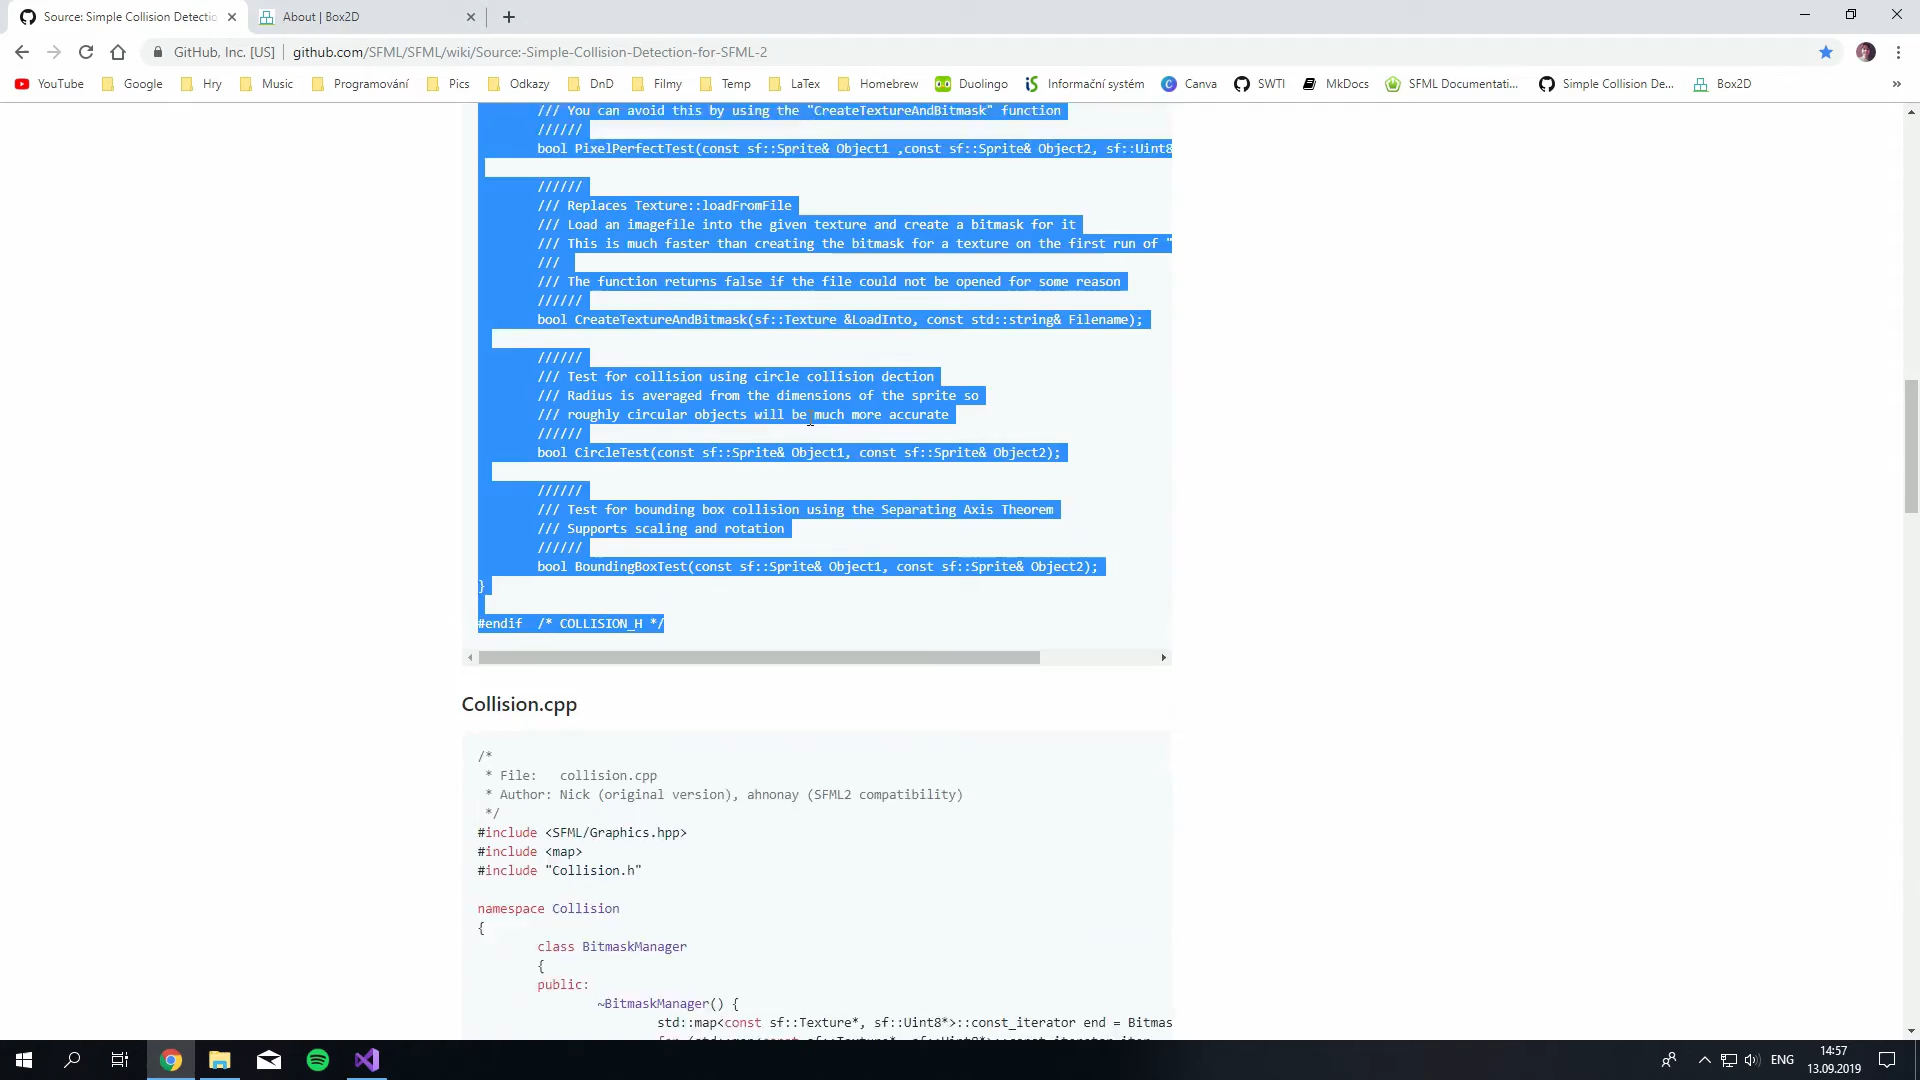 Source: Simple Collision Detectio
About | Box2D
GitHub, Inc. [US]
github.com/SFML/SFML/wiki/Source:-Simple-Collision-Detection-for-SFML-2
YouTube
Google
Hry
Music
Programování
Pics
Odkazy
DnD
Filmy
Temp
LaTex
Homebrew
Duolingo
Informační systém
Canva
SWTI
MkDocs
SFML Documentati...
Simple Collision De...
Box2D
/// You can avoid this by using the "CreateTextureAndBitmask" function
//////
bool PixelPerfectTest(const sf::Sprite& Object1 ,const sf::Sprite& Object2, sf::Uint8
//////
/// Replaces Texture::loadFromFile
/// Load an imagefile into the given texture and create a bitmask for it
/// This is much faster than creating the bitmask for a texture on the first run of "
///
/// The function returns false if the file could not be opened for some reason
//////
bool CreateTextureAndBitmask(sf::Texture &LoadInto, const std::string& Filename);
//////
/// Test for collision using circle collision dection
/// Radius is averaged from the dimensions of the sprite so
/// roughly circular objects will be much more accurate
//////
bool CircleTest(const sf::Sprite& Object1, const sf::Sprite& Object2);
//////
/// Test for bounding box collision using the Separating Axis Theorem
/// Supports scaling and rotation
//////
bool BoundingBoxTest(const sf::Sprite& Object1, const sf::Sprite& Object2);
}
#endif /* COLLISION_H */
Collision.cpp
/*
* File: collision.cpp
* Author: Nick (original version), ahnonay (SFML2 compatibility)
*/
#include <SFML/Graphics.hpp>
#include <map>
#include "Collision.h"
namespace Collision
{
class BitmaskManager
{
public:
~BitmaskManager() {
std::map<const sf::Texture*, sf::Uint8*>::const_iterator end = Bitmas
for (std::map<const sf::Texture*, sf::Uint8*>::const_iterator iter
ENG
14:57
13.09.2019